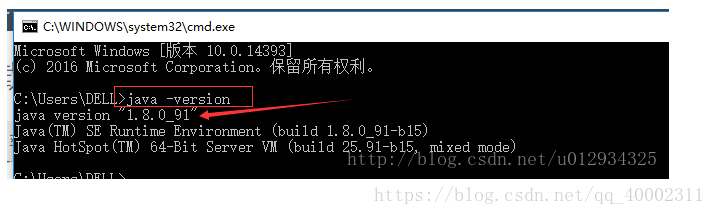 C:\WINDOWS\system32\cmd.exe
Microsoft Windows [版本 10.0.14393]
(c) 2016 Microsoft Corporation。保留所有权利。
C:\Users\DELL>java -version
java version "1.8.0_91"
Java(TM) SE Runtime Environment (build 1.8.0_91-b15)
Java HotSpot(TM) 64-Bit Server VM (build 25.91-b15, mixed mode)
http://blog.csdn.net/u012934325
C:\Users\DELL>
https://blog.csdn.net/qq_40002311